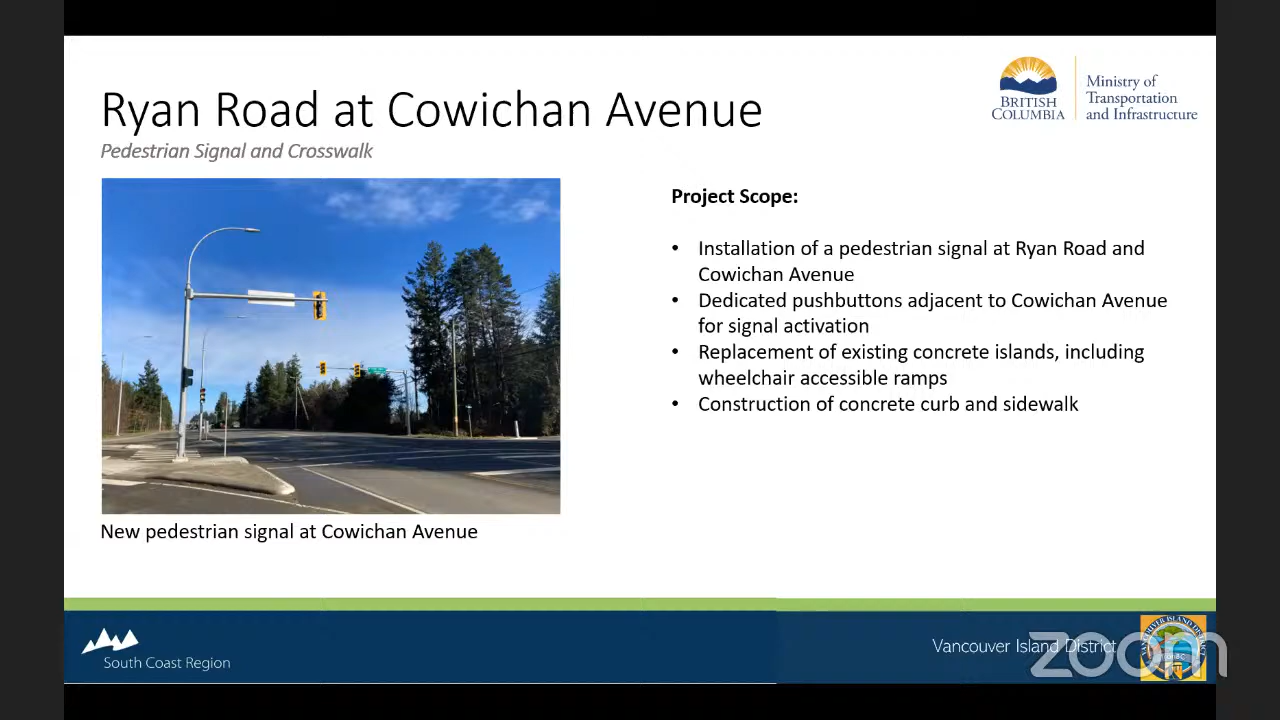 Ryan Road at Cowichan Avenue
Pedestrian Signal and Crosswalk
BRITISH
COLUMBIA
Ministry of
Transportation
and Infrastructure
New pedestrian signal at Cowichan Avenue
Project Scope:
• Installation of a pedestrian signal at Ryan Road and
Cowichan Avenue
• Dedicated pushbuttons adjacent to Cowichan Avenue
for signal activation
• Replacement of existing concrete islands, including
wheelchair accessible ramps
• Construction of concrete curb and sidewalk
South Coast Region
Vancouver Island District
VANCOUVER ISLAND DISTRICT
zoom